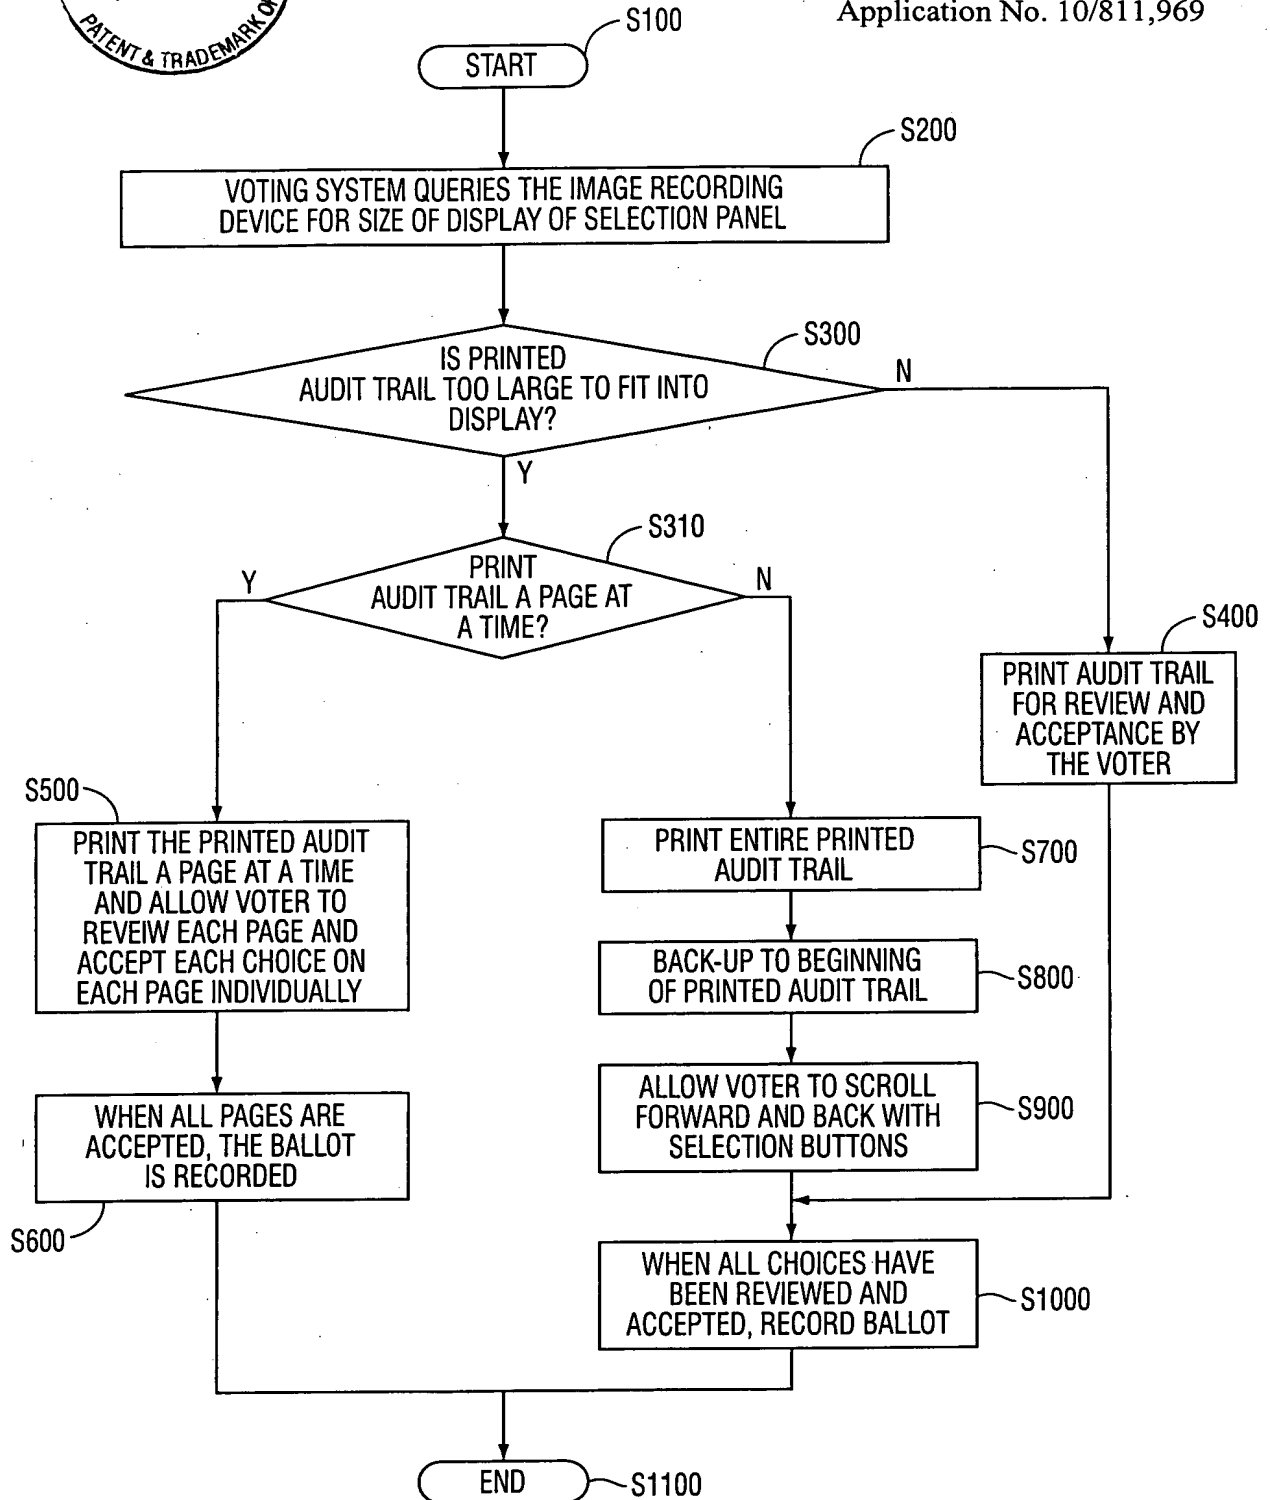 PATENT & TRADEMARK
Application No. 10/811,969
S100
START
S200
VOTING SYSTEM QUERIES THE IMAGE RECORDING
DEVICE FOR SIZE OF DISPLAY OF SELECTION PANEL
S300
IS PRINTED
AUDIT TRAIL TOO LARGE TO FIT INTO
DISPLAY?
N
Y
S310
PRINT
AUDIT TRAIL A PAGE AT
A TIME?
Y
N
S400
PRINT AUDIT TRAIL
FOR REVIEW AND
ACCEPTANCE BY
THE VOTER
S500
PRINT THE PRINTED AUDIT
TRAIL A PAGE AT A TIME
AND ALLOW VOTER TO
REVEIW EACH PAGE AND
ACCEPT EACH CHOICE ON
EACH PAGE INDIVIDUALLY
PRINT ENTIRE PRINTED
AUDIT TRAIL
S700
BACK-UP TO BEGINNING
OF PRINTED AUDIT TRAIL
S800
ALLOW VOTER TO SCROLL
FORWARD AND BACK WITH
SELECTION BUTTONS
S900
WHEN ALL PAGES ARE
ACCEPTED, THE BALLOT
IS RECORDED
S600
WHEN ALL CHOICES HAVE
BEEN REVIEWED AND
ACCEPTED, RECORD BALLOT
S1000
END
S1100